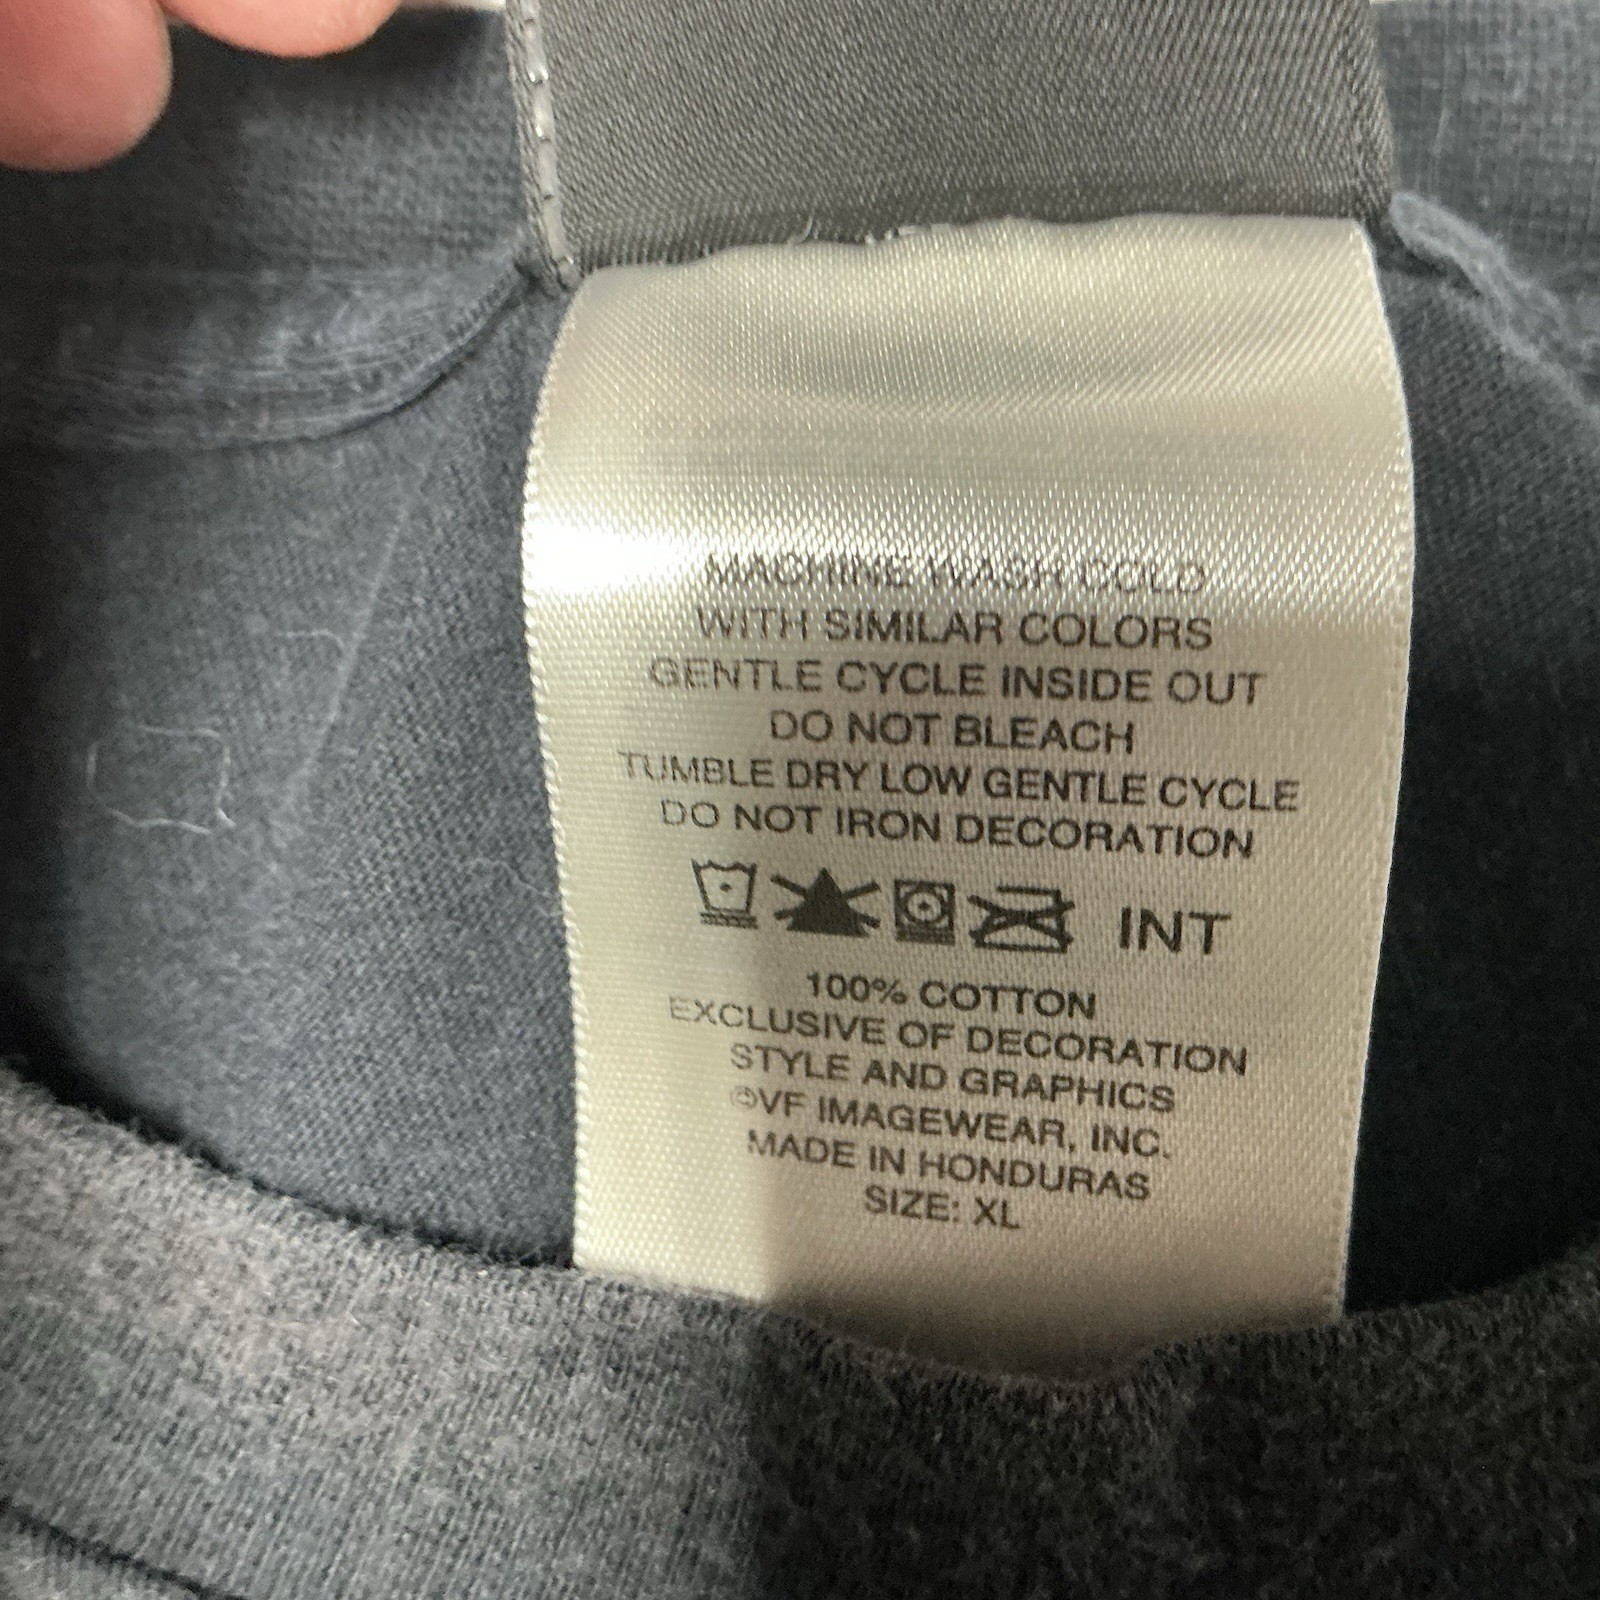 MACHINE WASH COLD
WITH SIMILAR COLORS
GENTLE CYCLE INSIDE OUT
DO NOT BLEACH
TUMBLE DRY LOW GENTLE CYCLE
DO NOT IRON DECORATION
INT
100% COTTON
EXCLUSIVE OF DECORATION
STYLE AND GRAPHICS
©VF IMAGEWEAR, INC.
MADE IN HONDURAS
SIZE: XL